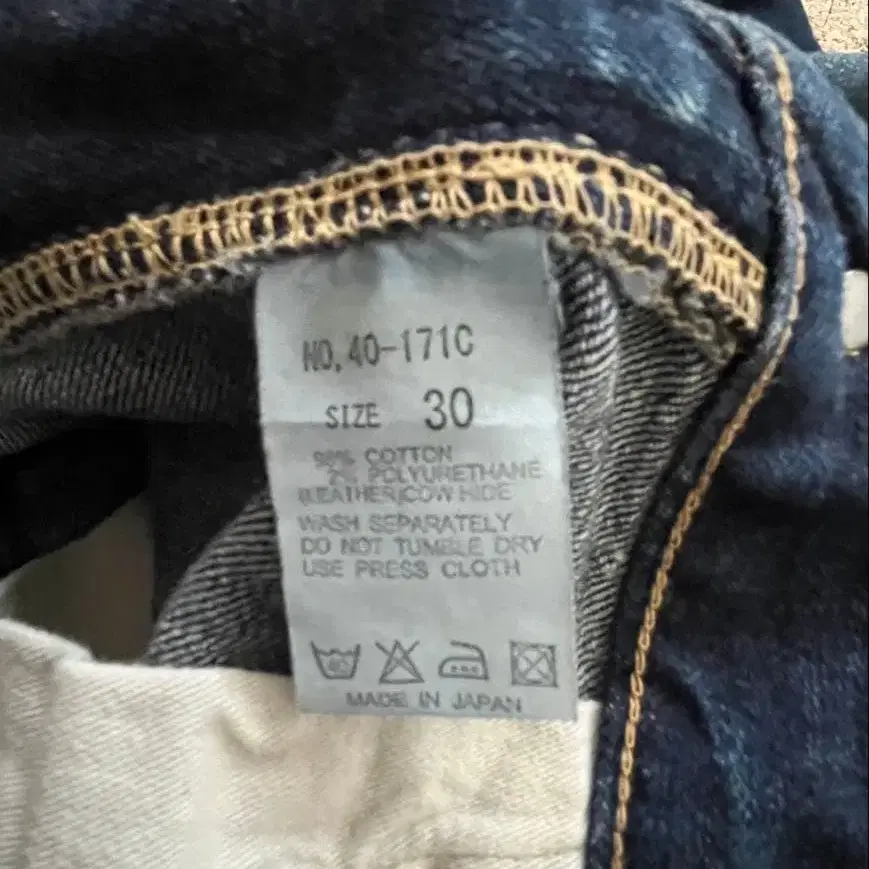 NO.40-171C
SIZE 30
98% COTTON
2% POLYURETHANE
(LEATHER)COW HIDE
WASH SEPARATELY
DO NOT TUMBLE DRY
USE PRESS CLOTH
40
MADE IN JAPAN